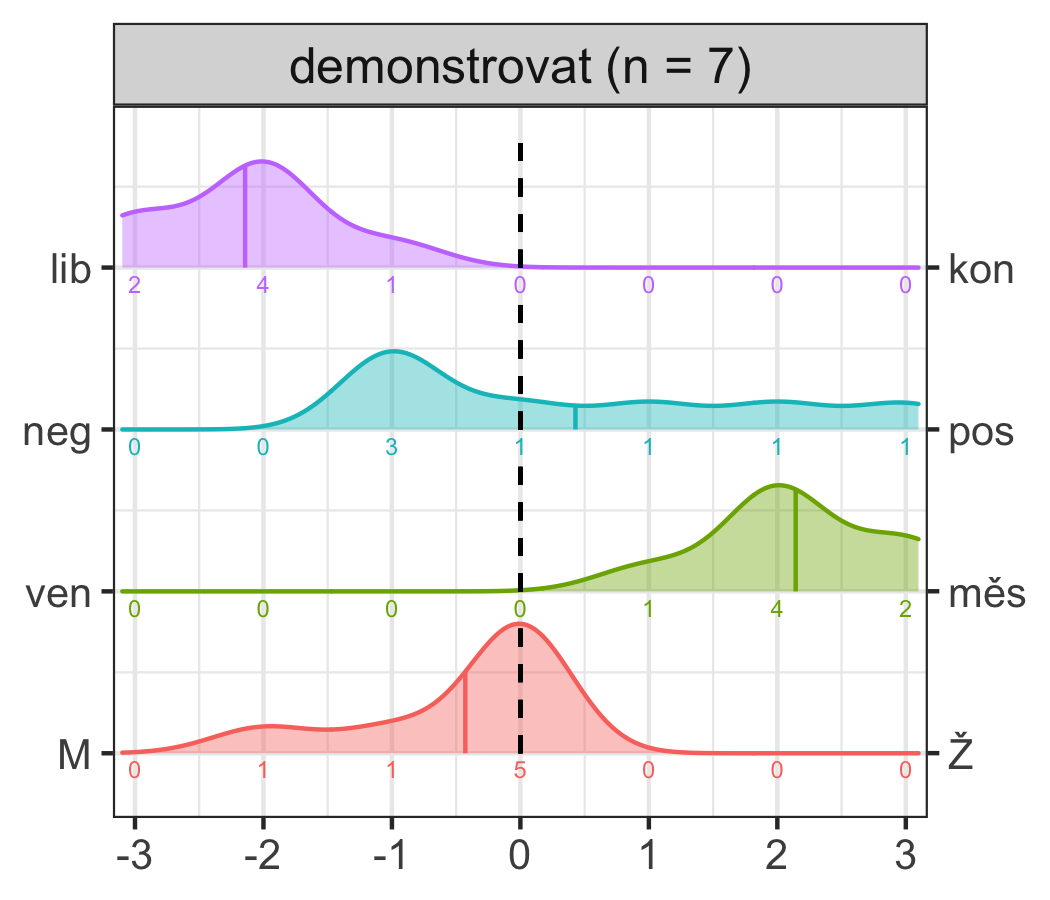 demonstrovat (n = 7)
lib kon
2 4 1 0 0 0 0
neg pos
0 0 3 1 1 1 1
ven měs
0 0 0 0 1 4 2
M Ž
0 1 1 5 0 0 0
-3 -2 -1 0 1 2 3